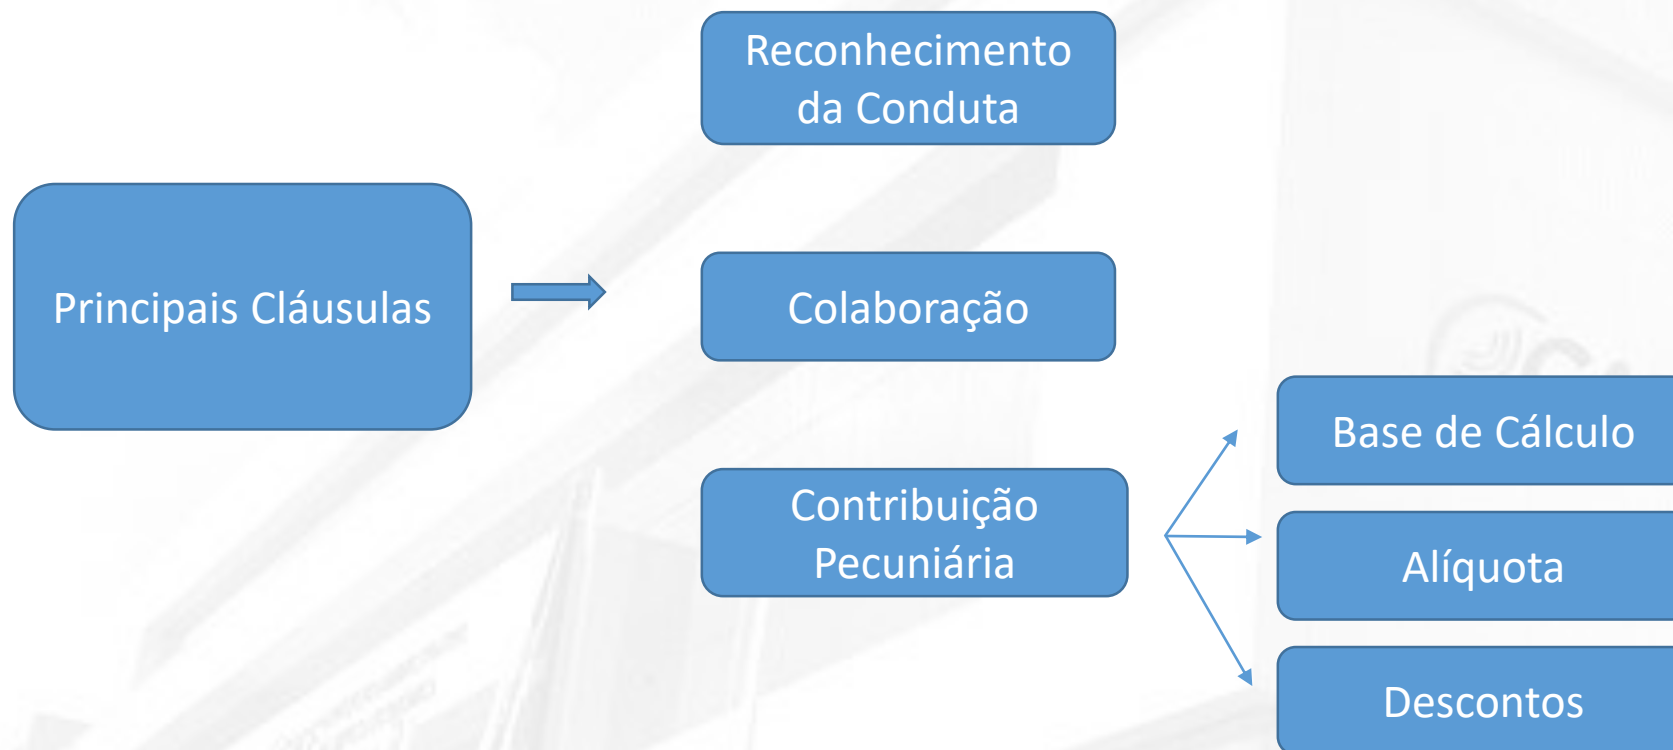 Reconhecimento
da Conduta
Principais Cláusulas
Colaboração
Contribuição
Pecuniária
Base de Cálculo
Alíquota
Descontos